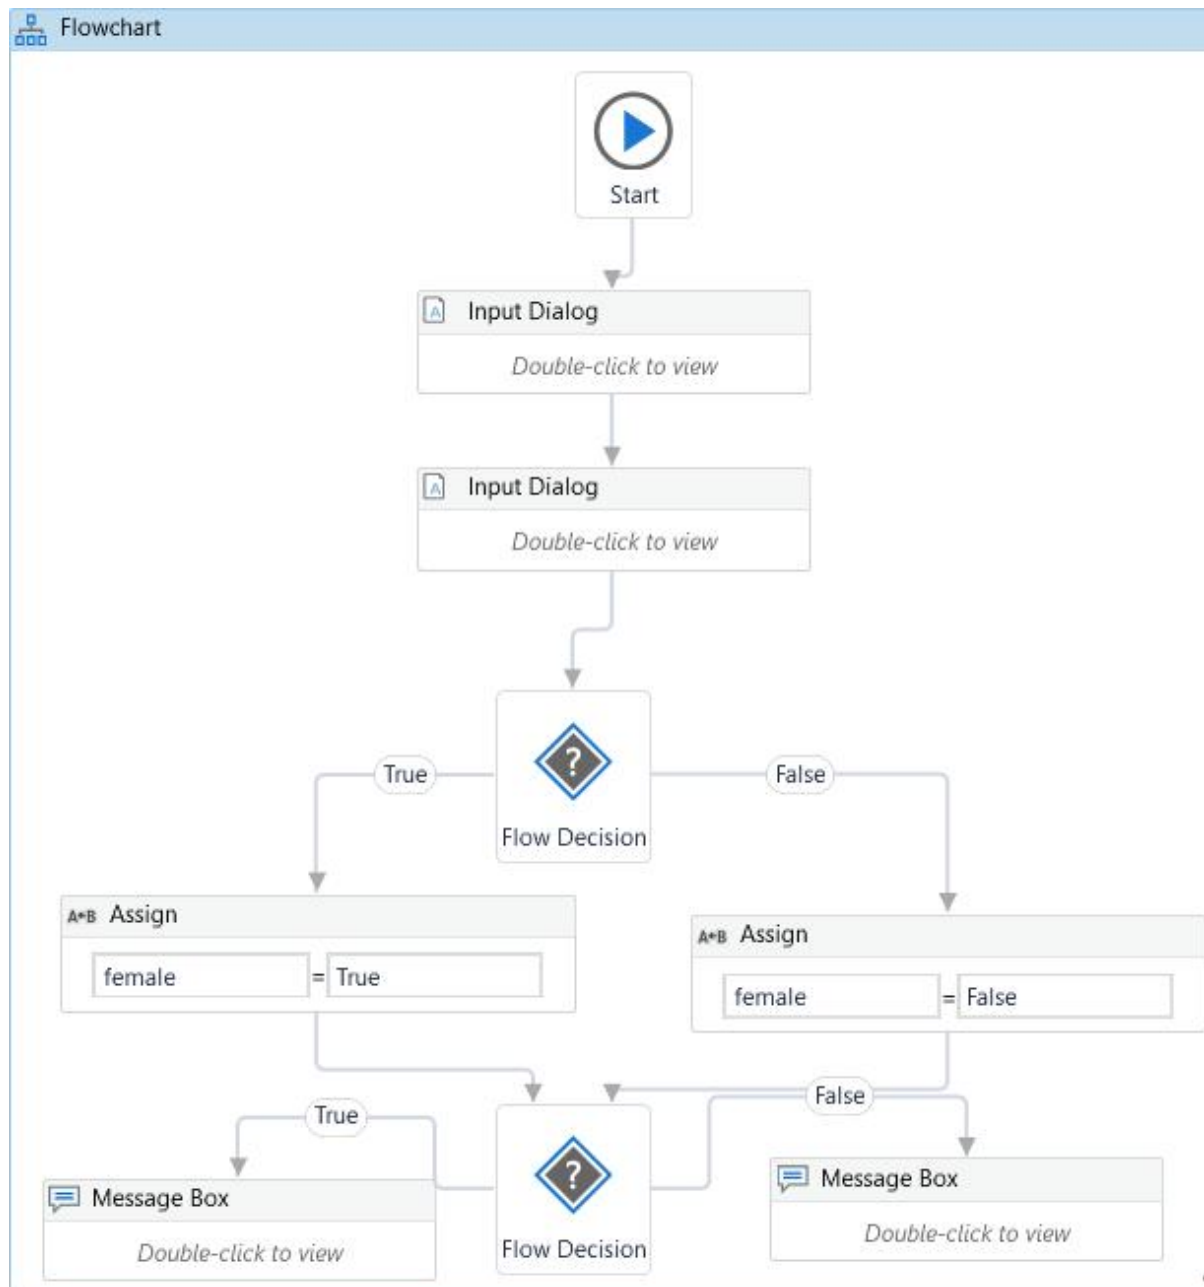 Flowchart
Start
Input Dialog
Double-click to view
Input Dialog
Double-click to view
True
False
Flow Decision
A←B Assign
female = True
A←B Assign
female = False
True
False
Message Box
Double-click to view
Flow Decision
Message Box
Double-click to view